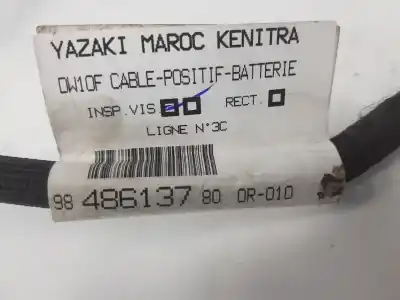 YAZAKI MAROC KENITRA
DW10F CABLE-POSITIF-BATTERIE
INSP.VIS RECT.
LIGNE N°3C
98 486137 80 OR-010